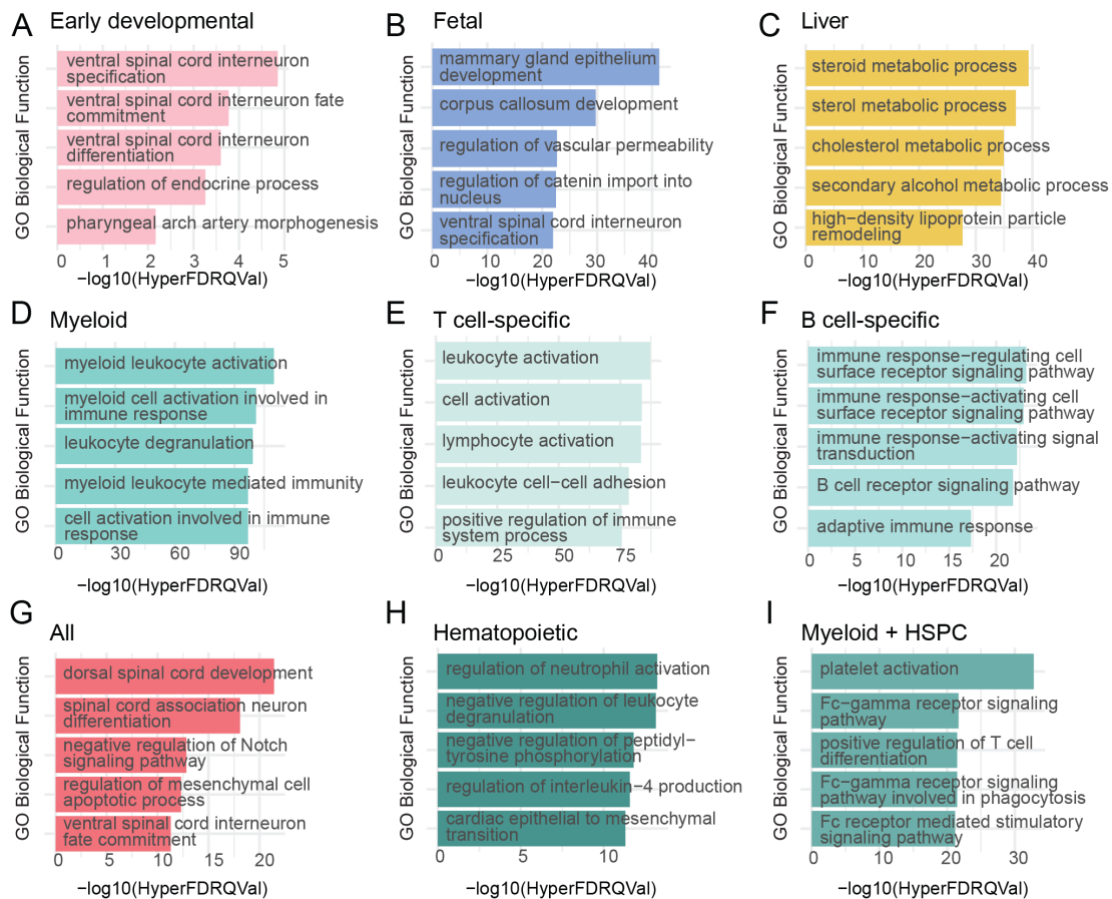 A Early developmental
GO Biological Function
ventral spinal cord interneuron
specification
ventral spinal cord interneuron fate
commitment
ventral spinal cord interneuron
differentiation
regulation of endocrine process
pharyngeal arch artery morphogenesis
0 1 2 3 4 5
−log10(HyperFDRQVal)
B Fetal
GO Biological Function
mammary gland epithelium
development
corpus callosum development
regulation of vascular permeability
regulation of catenin import into
nucleus
ventral spinal cord interneuron
specification
0 10 20 30 40
−log10(HyperFDRQVal)
C Liver
GO Biological Function
steroid metabolic process
sterol metabolic process
cholesterol metabolic process
secondary alcohol metabolic process
high−density lipoprotein particle
remodeling
0 10 20 30 40
−log10(HyperFDRQVal)
D Myeloid
GO Biological Function
myeloid leukocyte activation
myeloid cell activation involved in
immune response
leukocyte degranulation
myeloid leukocyte mediated immunity
cell activation involved in immune
response
0 30 60 90
−log10(HyperFDRQVal)
E T cell-specific
GO Biological Function
leukocyte activation
cell activation
lymphocyte activation
leukocyte cell−cell adhesion
positive regulation of immune
system process
0 25 50 75
−log10(HyperFDRQVal)
F B cell-specific
GO Biological Function
immune response−regulating cell
surface receptor signaling pathway
immune response−activating cell
surface receptor signaling pathway
immune response−activating signal
transduction
B cell receptor signaling pathway
adaptive immune response
0 5 10 15 20
−log10(HyperFDRQVal)
G All
GO Biological Function
dorsal spinal cord development
spinal cord association neuron
differentiation
negative regulation of Notch
signaling pathway
regulation of mesenchymal cell
apoptotic process
ventral spinal cord interneuron
fate commitment
0 5 10 15 20
−log10(HyperFDRQVal)
H Hematopoietic
GO Biological Function
regulation of neutrophil activation
negative regulation of leukocyte
degranulation
negative regulation of peptidyl−
tyrosine phosphorylation
regulation of interleukin−4 production
cardiac epithelial to mesenchymal
transition
0 5 10
−log10(HyperFDRQVal)
I Myeloid + HSPC
GO Biological Function
platelet activation
Fc−gamma receptor signaling
pathway
positive regulation of T cell
differentiation
Fc−gamma receptor signaling
pathway involved in phagocytosis
Fc receptor mediated stimulatory
signaling pathway
0 10 20 30
−log10(HyperFDRQVal)